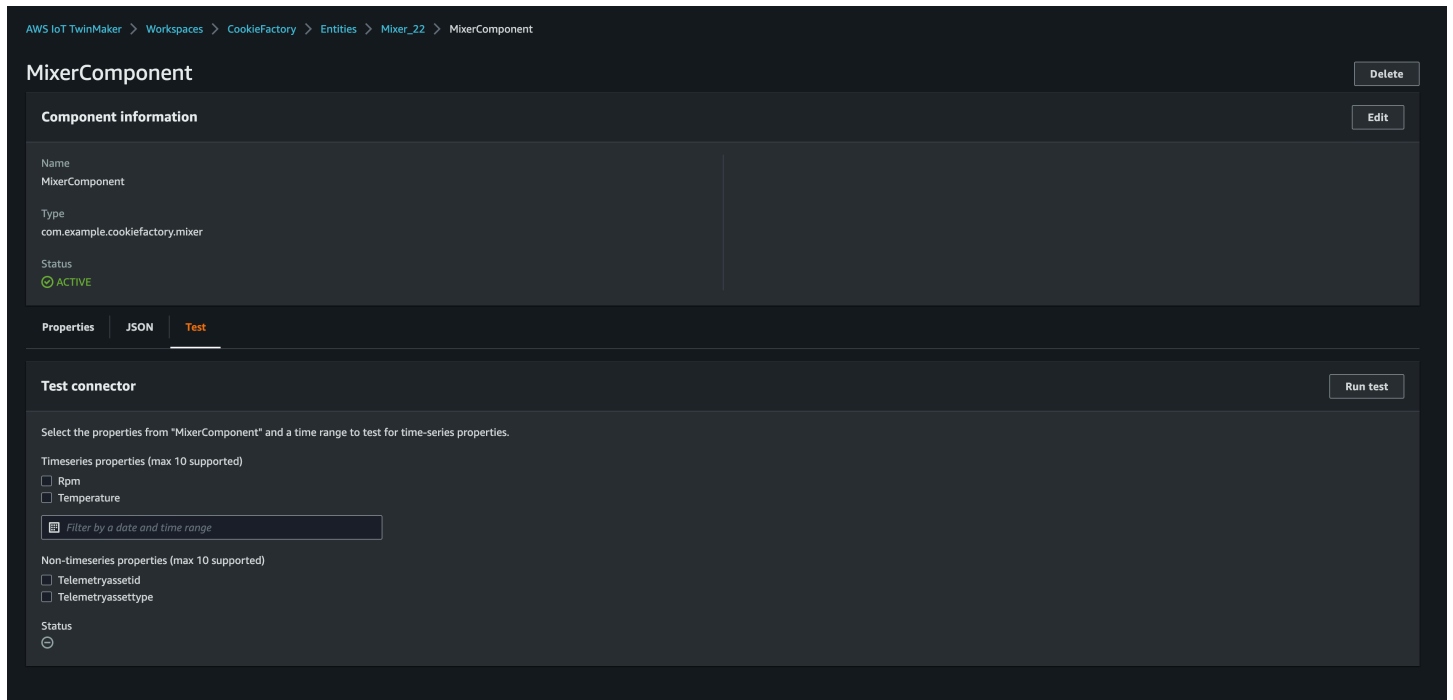 AWS IoT TwinMaker > Workspaces > CookieFactory > Entities > Mixer_22 > MixerComponent
MixerComponent
Delete
Component information
Edit
Name
MixerComponent
Type
com.example.cookiefactory.mixer
Status
ACTIVE
Properties
JSON
Test
Test connector
Run test
Select the properties from "MixerComponent" and a time range to test for time-series properties.
Timeseries properties (max 10 supported)
Rpm
Temperature
Filter by a date and time range
Non-timeseries properties (max 10 supported)
Telemetryassetid
Telemetryassettype
Status